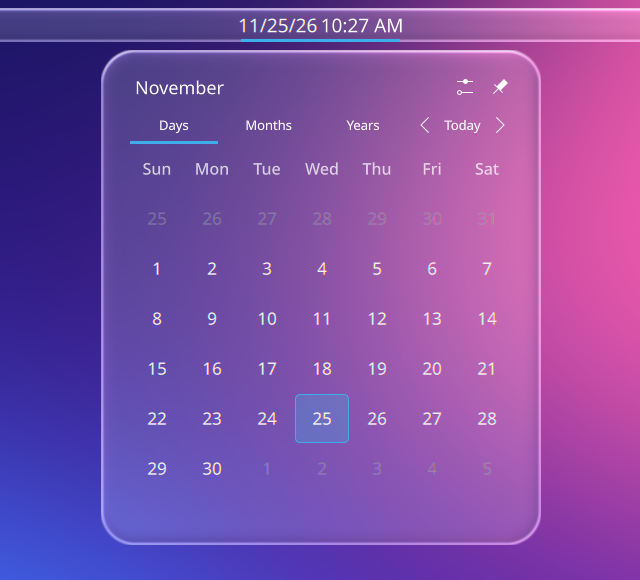 11/25/26 10:27 AM
November
Days Months Years Today
Sun Mon Tue Wed Thu Fri Sat
25 26 27 28 29 30 31
1 2 3 4 5 6 7
8 9 10 11 12 13 14
15 16 17 18 19 20 21
22 23 24 25 26 27 28
29 30 1 2 3 4 5